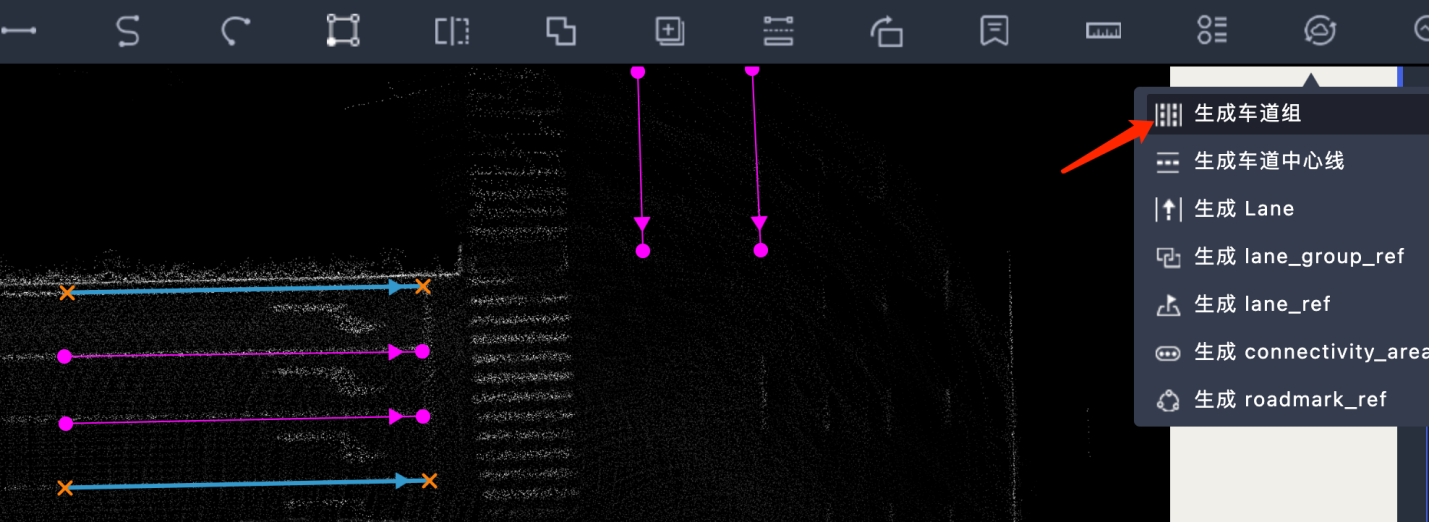 生成车道组
生成车道中心线
生成 Lane
生成 lane_group_ref
生成 lane_ref
生成 connectivity_area
生成 roadmark_ref